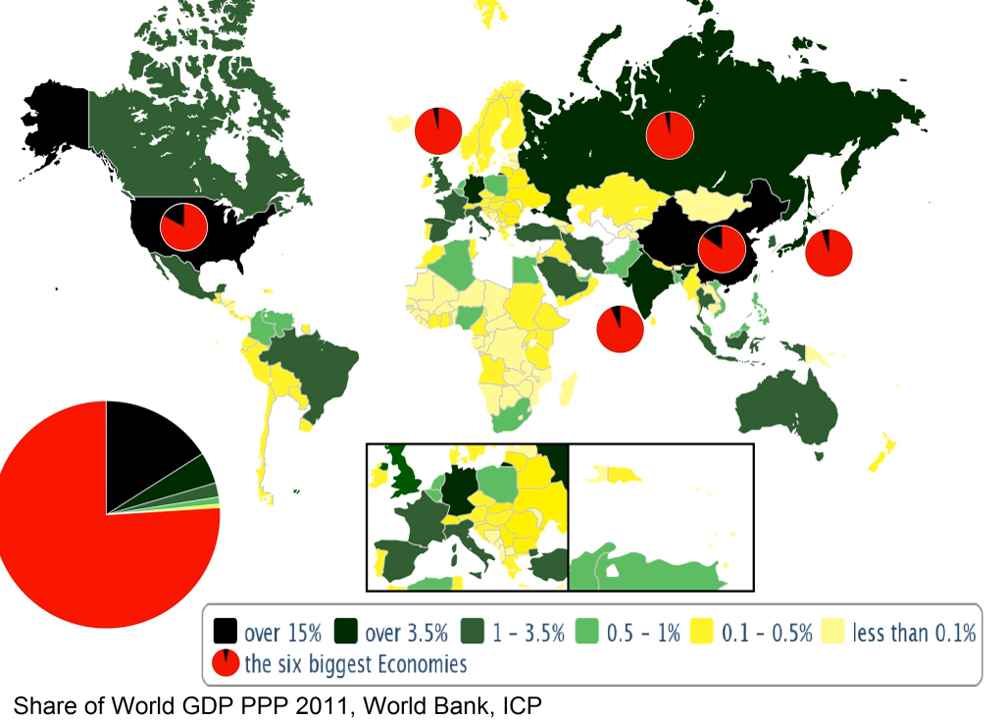 over 15% over 3.5% 1 – 3.5% 0.5 – 1% 0.1 – 0.5% less than 0.1%
the six biggest Economies
Share of World GDP PPP 2011, World Bank, ICP